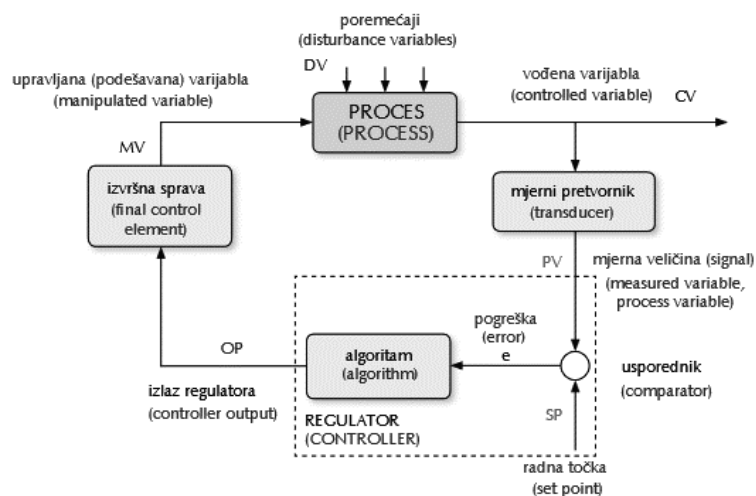 poremećaji
(disturbance variables)
DV
upravljana (podešavana) varijabla
(manipulated variable)
vođena varijabla
(controlled variable)
CV
PROCES
(PROCESS)
MV
izvršna sprava
(final control
element)
mjerni pretvornik
(transducer)
PV
mjerna veličina (signal)
(measured variable,
process variable)
pogreška
(error)
e
OP
algoritam
(algorithm)
usporednik
(comparator)
izlaz regulatora
(controller output)
REGULATOR
(CONTROLLER)
SP
radna točka
(set point)